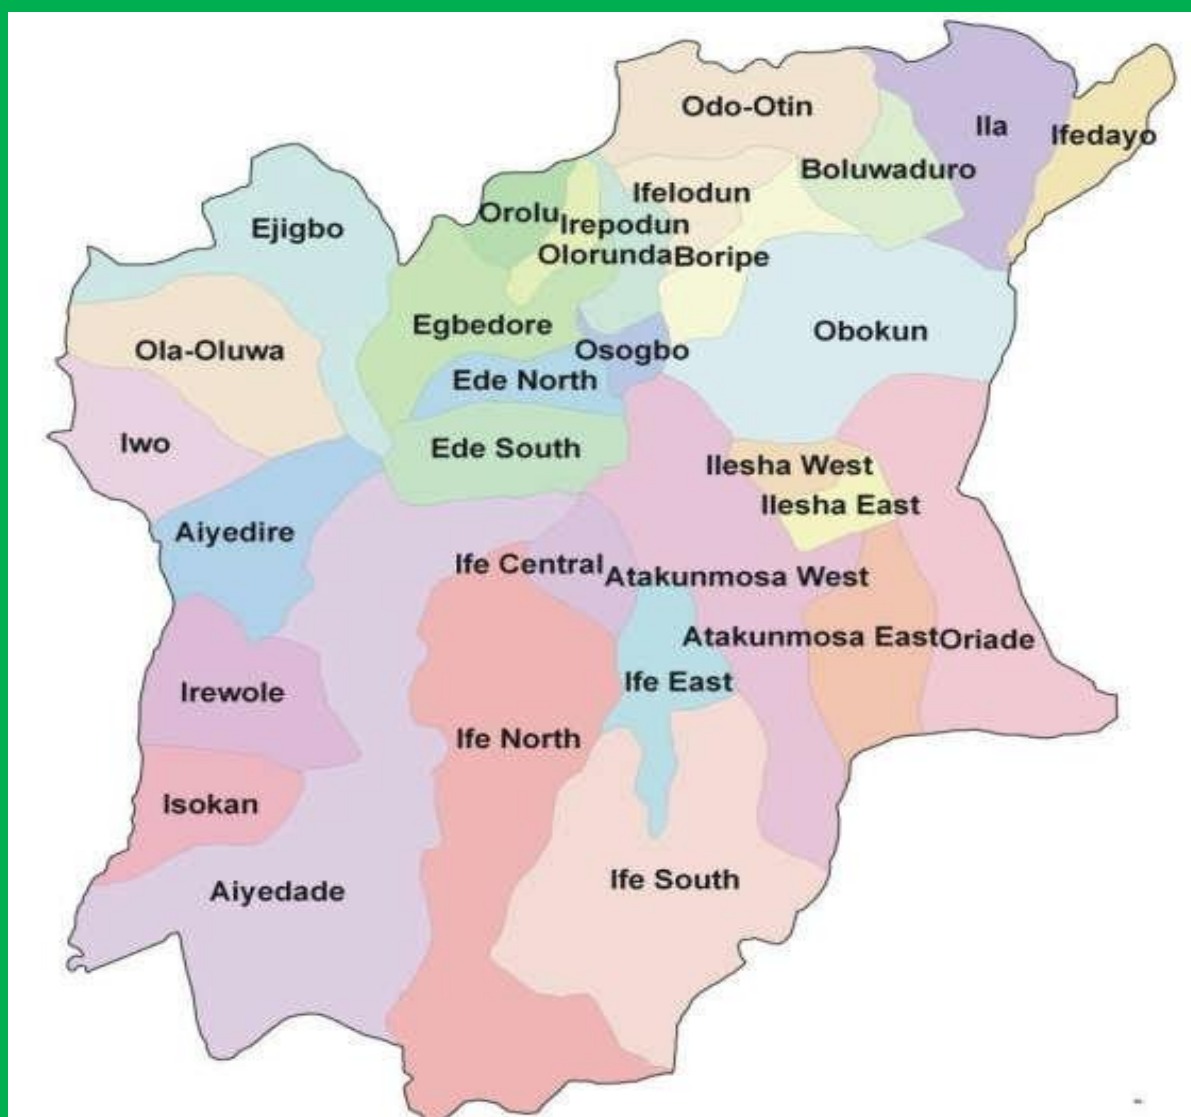 Odo-Otin
Ila
Ifedayo
Boluwaduro
Ifelodun
Orolu
Irepodun
Ejigbo
Olorunda
Boripe
Egbedore
Obokun
Ola-Oluwa
Osogbo
Ede North
Iwo
Ede South
Ilesha West
Ilesha East
Aiyedire
Ife Central
Atakunmosa West
Atakunmosa East
Oriade
Ife East
Irewole
Ife North
Isokan
Ife South
Aiyedade